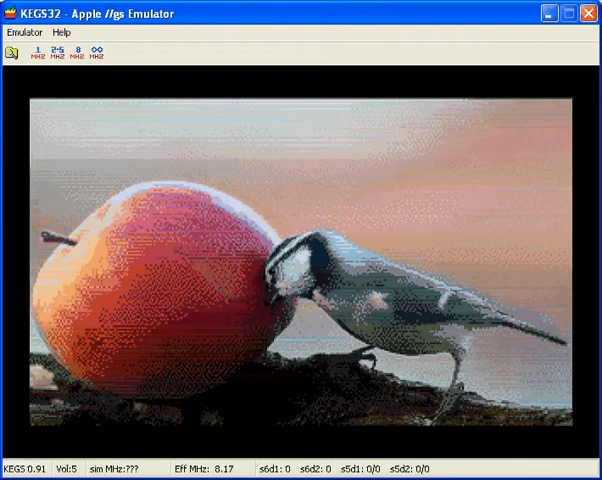 KEGS32 - Apple //gs Emulator
Emulator Help
1 MHZ 2·5 MHZ 8 MHZ ∞ MHZ
KEGS 0.91 Vol:5 sim MHz:??? Eff MHz: 8.17 s6d1: 0 s6d2: 0 s5d1: 0/0 s5d2: 0/0